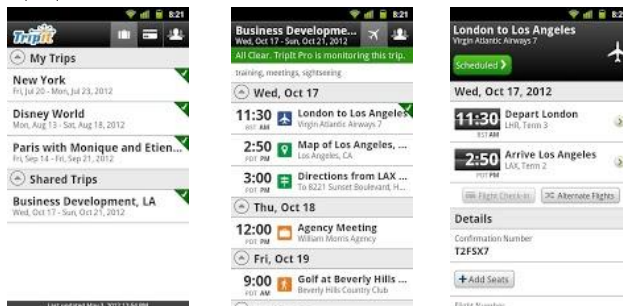 8:21
TripIt
My Trips
New York
Fri, Jul 20 - Mon, Jul 23, 2012
Disney World
Mon, Aug 13 - Sat, Aug 18, 2012
Paris with Monique and Etien...
Fri, Sep 14 - Fri, Sep 21, 2012
Shared Trips
Business Development, LA
Wed, Oct 17 - Sun, Oct 21, 2012
8:21
Business Developme...
Wed, Oct 17 - Sun, Oct 21, 2012
All Clear. TripIt Pro is monitoring this trip.
training, meetings, sightseeing
Wed, Oct 17
11:30 London to Los Angeles
BST AM Virgin Atlantic Airways 7
2:50 Map of Los Angeles, ...
PDT PM Los Angeles, CA
3:00 Directions from LAX ...
PDT PM To 8221 Sunset Boulevard, H...
Thu, Oct 18
12:00 Agency Meeting
PDT PM William Morris Agency
Fri, Oct 19
9:00 Golf at Beverly Hills ...
PDT AM Beverly Hills Country Club
8:21
London to Los Angeles
Virgin Atlantic Airways 7
Scheduled
Wed, Oct 17, 2012
11:30 Depart London
BST AM LHR, Term 3
2:50 Arrive Los Angeles
PDT PM LAX, Term 2
Flight Check-in Alternate Flights
Details
Confirmation Number
T2FSX7
+Add Seats
Flight Number